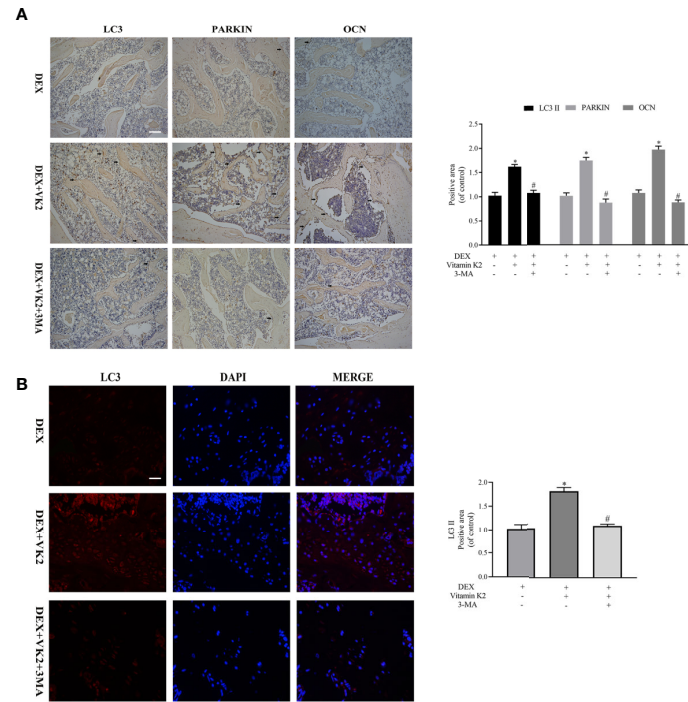 A
LC3 PARKIN OCN
DEX
DEX+VK2
DEX+VK2+3MA
LC3 II PARKIN OCN
Positive area
(of control)
2.5
2.0
1.5
1.0
0.5
0.0
* # * # * #
DEX + + + + + + + + +
Vitamin K2 - + + - + + - + +
3-MA - - + - - + - - +
B
LC3 DAPI MERGE
DEX
DEX+VK2
DEX+VK2+3MA
LC3 II
Positive area
(of control)
2.0
1.5
1.0
0.5
0.0
* #
DEX + + +
Vitamin K2 - + +
3-MA - - +